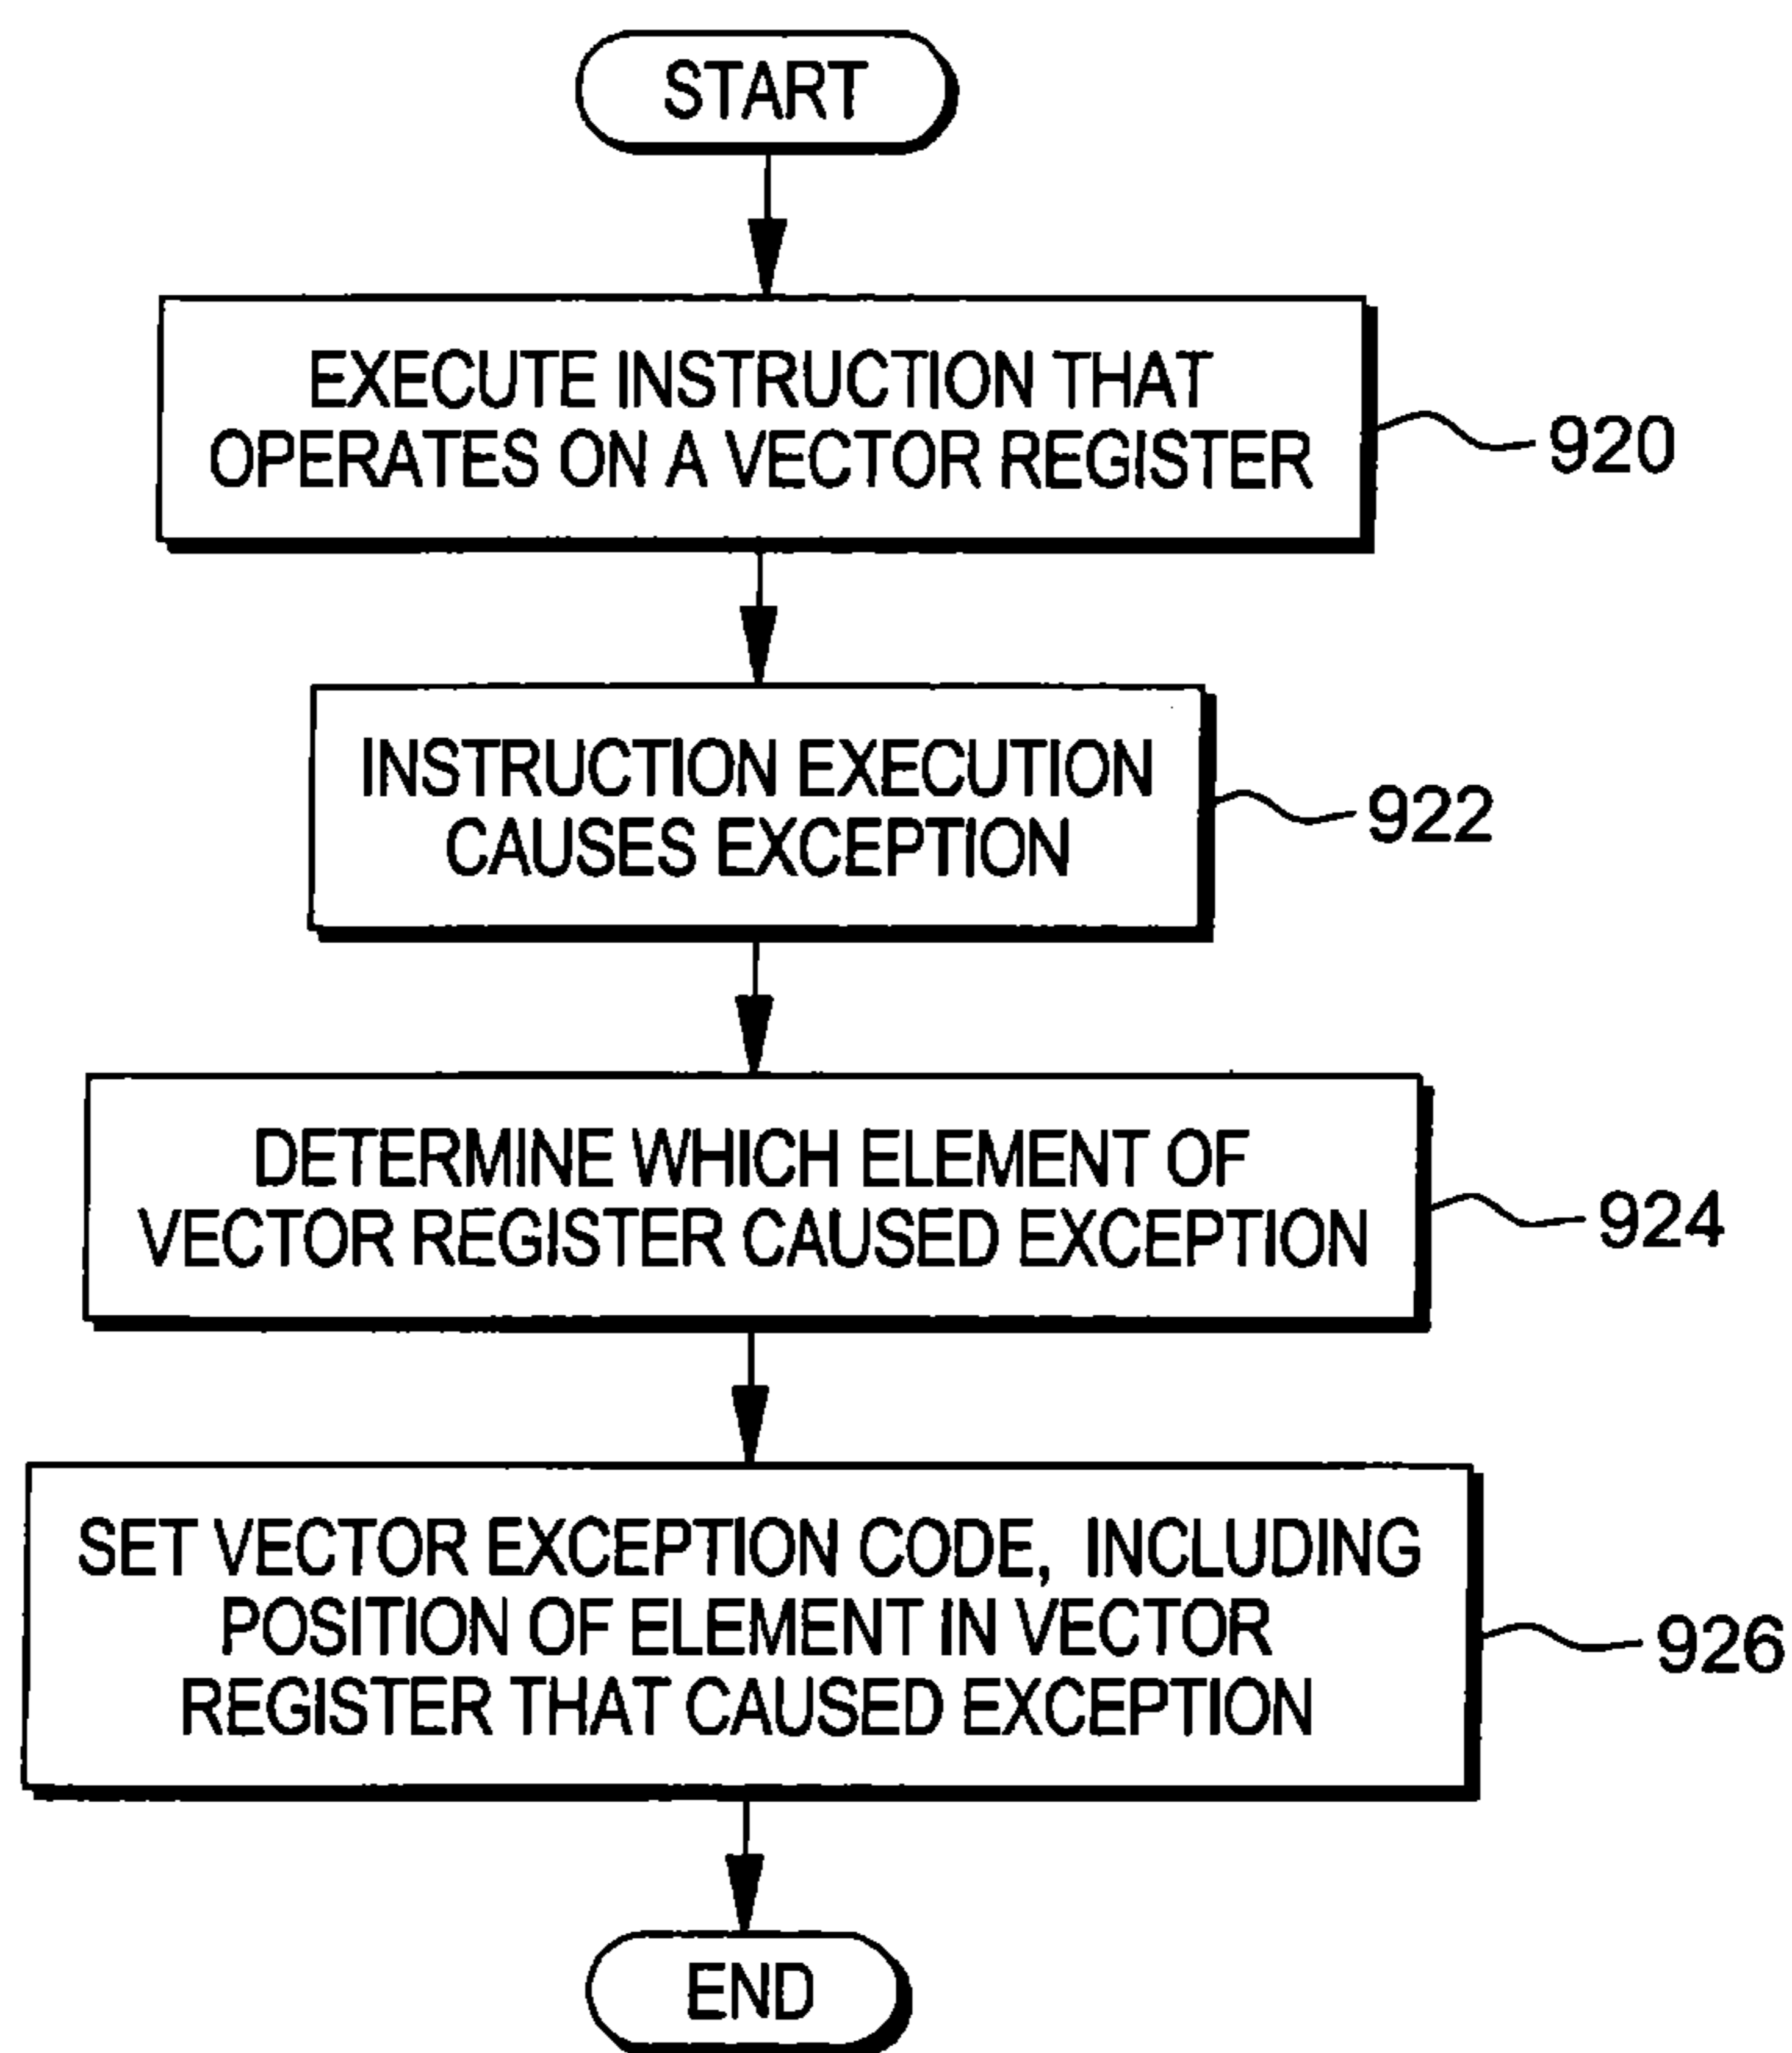 START
EXECUTE INSTRUCTION THAT
OPERATES ON A VECTOR REGISTER
920
INSTRUCTION EXECUTION
CAUSES EXCEPTION
922
DETERMINE WHICH ELEMENT OF
VECTOR REGISTER CAUSED EXCEPTION
924
SET VECTOR EXCEPTION CODE, INCLUDING
POSITION OF ELEMENT IN VECTOR
REGISTER THAT CAUSED EXCEPTION
926
END